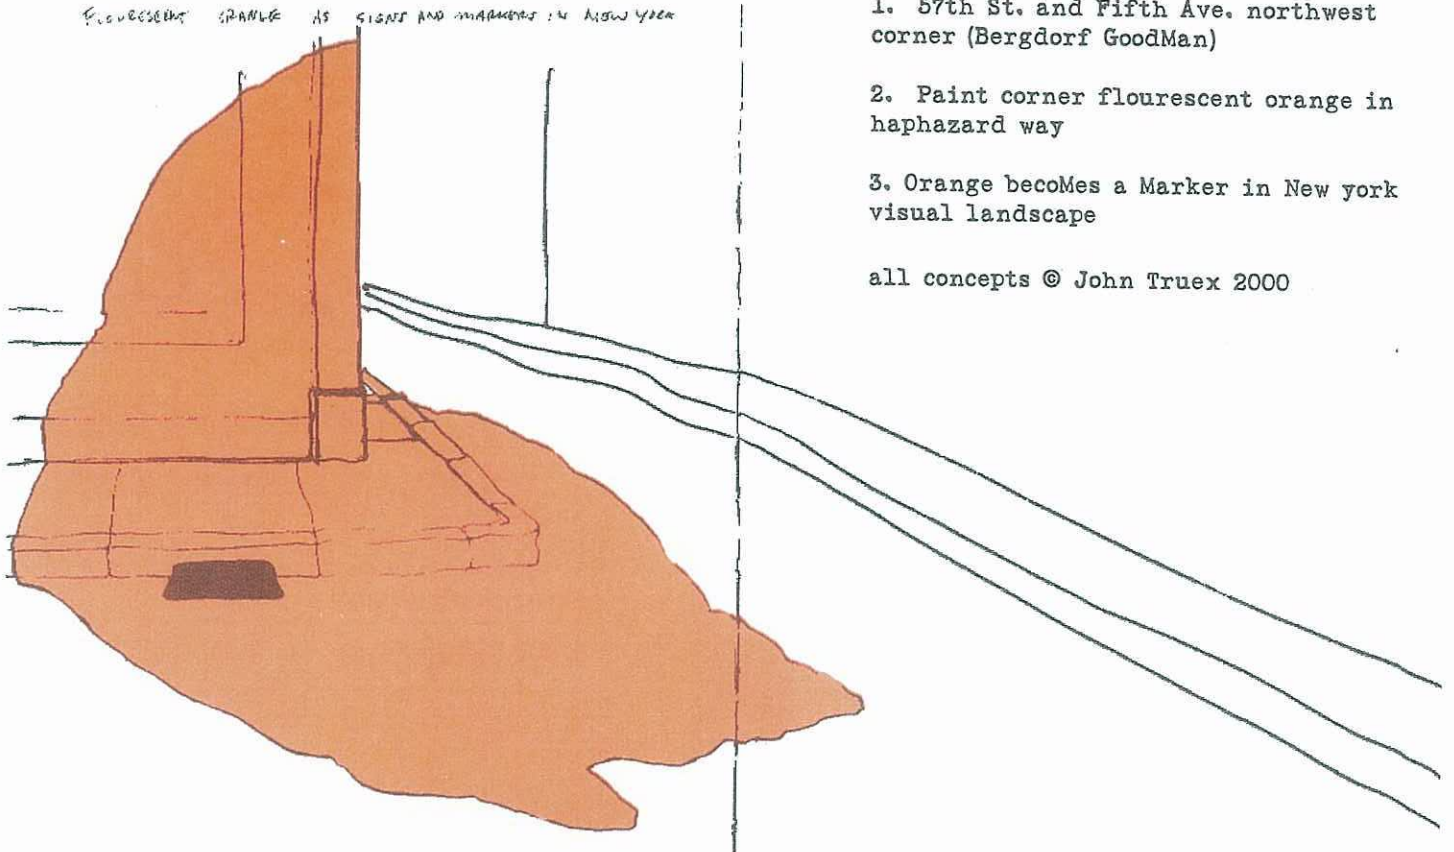 FLOURESCENT ORANGE AS SIGNS AND MARKERS IN NEW YORK
1. 57th St. and Fifth Ave. northwest
corner (Bergdorf GoodMan)
2. Paint corner flourescent orange in
haphazard way
3. Orange becoMes a Marker in New york
visual landscape
all concepts © John Truex 2000